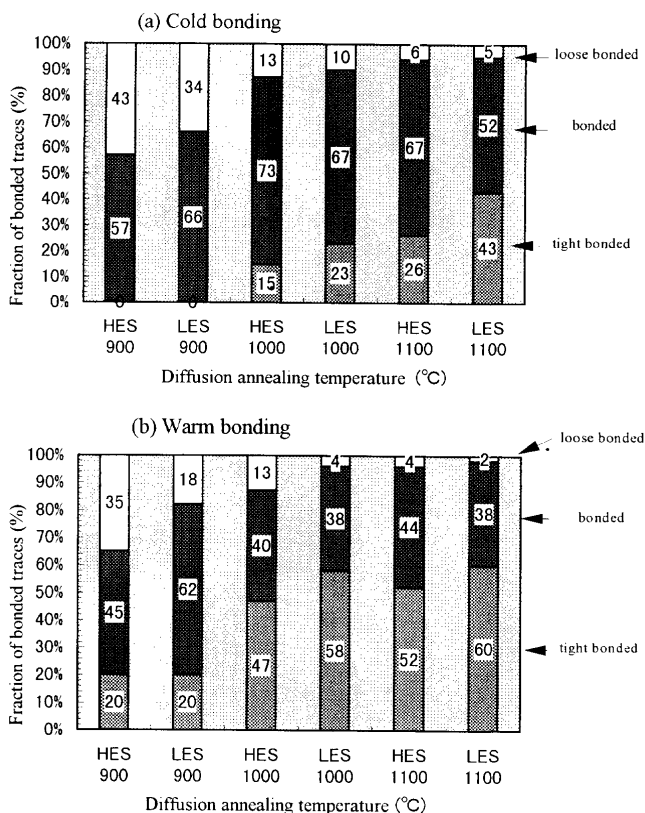 (a) Cold bonding
Fraction of bonded traces (%)
100%
90%
80%
70%
60%
50%
40%
30%
20%
10%
0%
43 34 13 10 6 5
57 66 73 67 67 52
0 0 15 23 26 43
loose bonded
bonded
tight bonded
HES LES HES LES HES LES
900 900 1000 1000 1100 1100
Diffusion annealing temperature (℃)
(b) Warm bonding
Fraction of bonded traces (%)
100%
90%
80%
70%
60%
50%
40%
30%
20%
10%
0%
35 18 13 4 4 2
45 62 40 38 44 38
20 20 47 58 52 60
loose bonded
bonded
tight bonded
HES LES HES LES HES LES
900 900 1000 1000 1100 1100
Diffusion annealing temperature (℃)